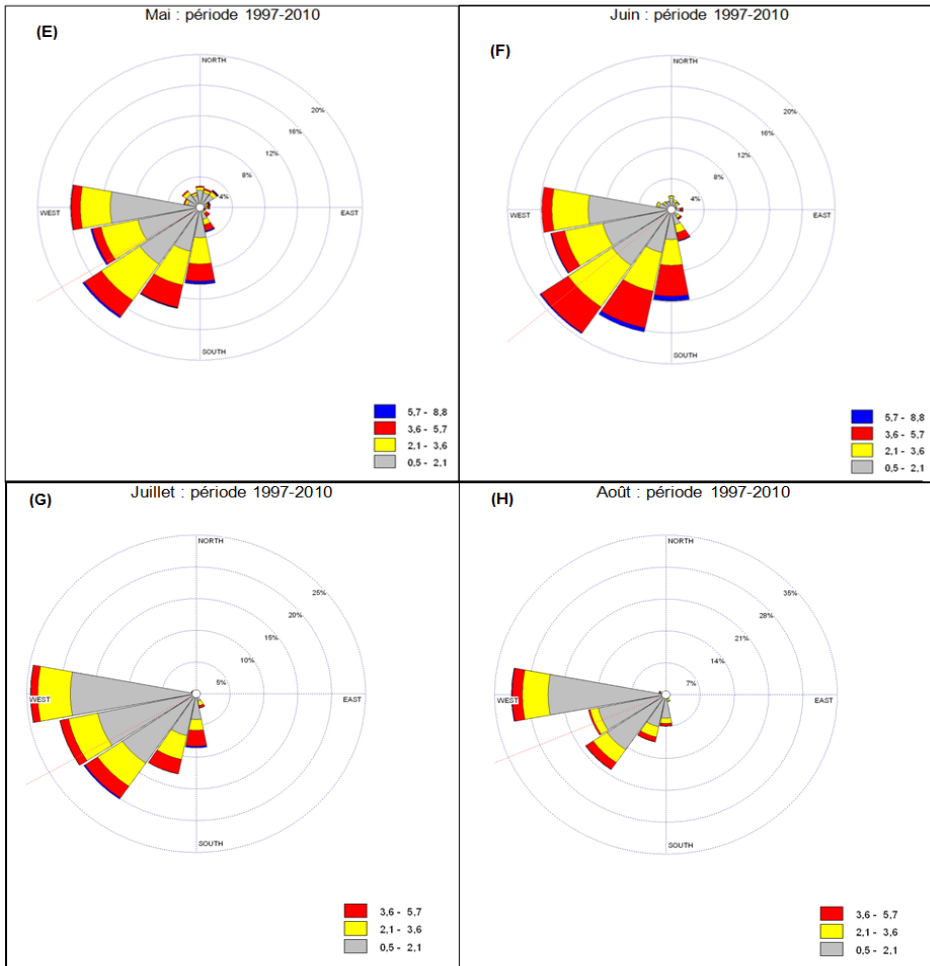 Mai : période 1997-2010
(E)
NORTH
20%
16%
12%
8%
4%
WEST
EAST
SOUTH
5,7 - 8,8
3,6 - 5,7
2,1 - 3,6
0,5 - 2,1
Juin : période 1997-2010
(F)
NORTH
20%
16%
12%
8%
4%
WEST
EAST
SOUTH
5,7 - 8,8
3,6 - 5,7
2,1 - 3,6
0,5 - 2,1
Juillet : période 1997-2010
(G)
NORTH
25%
20%
15%
10%
5%
WEST
EAST
SOUTH
3,6 - 5,7
2,1 - 3,6
0,5 - 2,1
Août : période 1997-2010
(H)
NORTH
35%
28%
21%
14%
7%
WEST
EAST
SOUTH
3,6 - 5,7
2,1 - 3,6
0,5 - 2,1